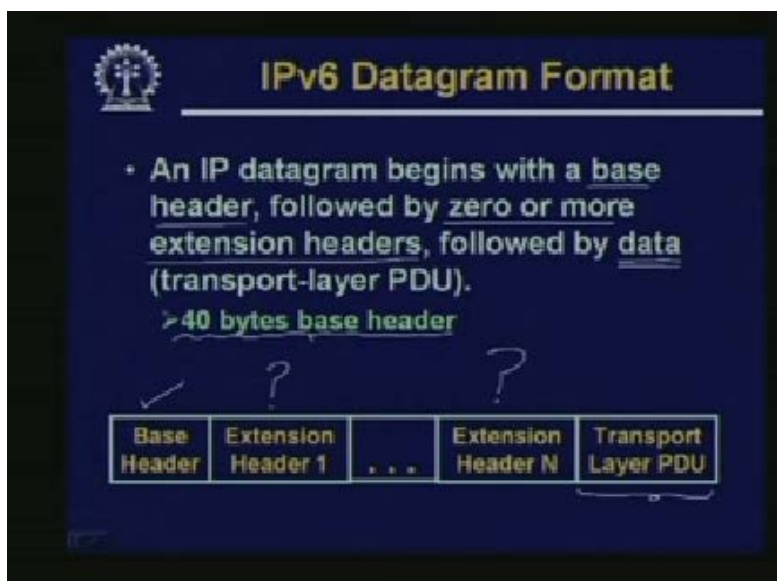 IPv6 Datagram Format
• An IP datagram begins with a base
header, followed by zero or more
extension headers, followed by data
(transport-layer PDU).
➢40 bytes base header
? ?
Base Header Extension Header 1 . . . Extension Header N Transport Layer PDU